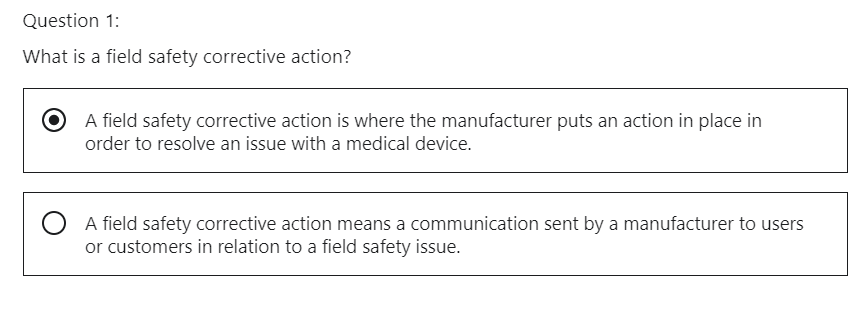 Question 1:
What is a field safety corrective action?
A field safety corrective action is where the manufacturer puts an action in place in
order to resolve an issue with a medical device.
A field safety corrective action means a communication sent by a manufacturer to users
or customers in relation to a field safety issue.